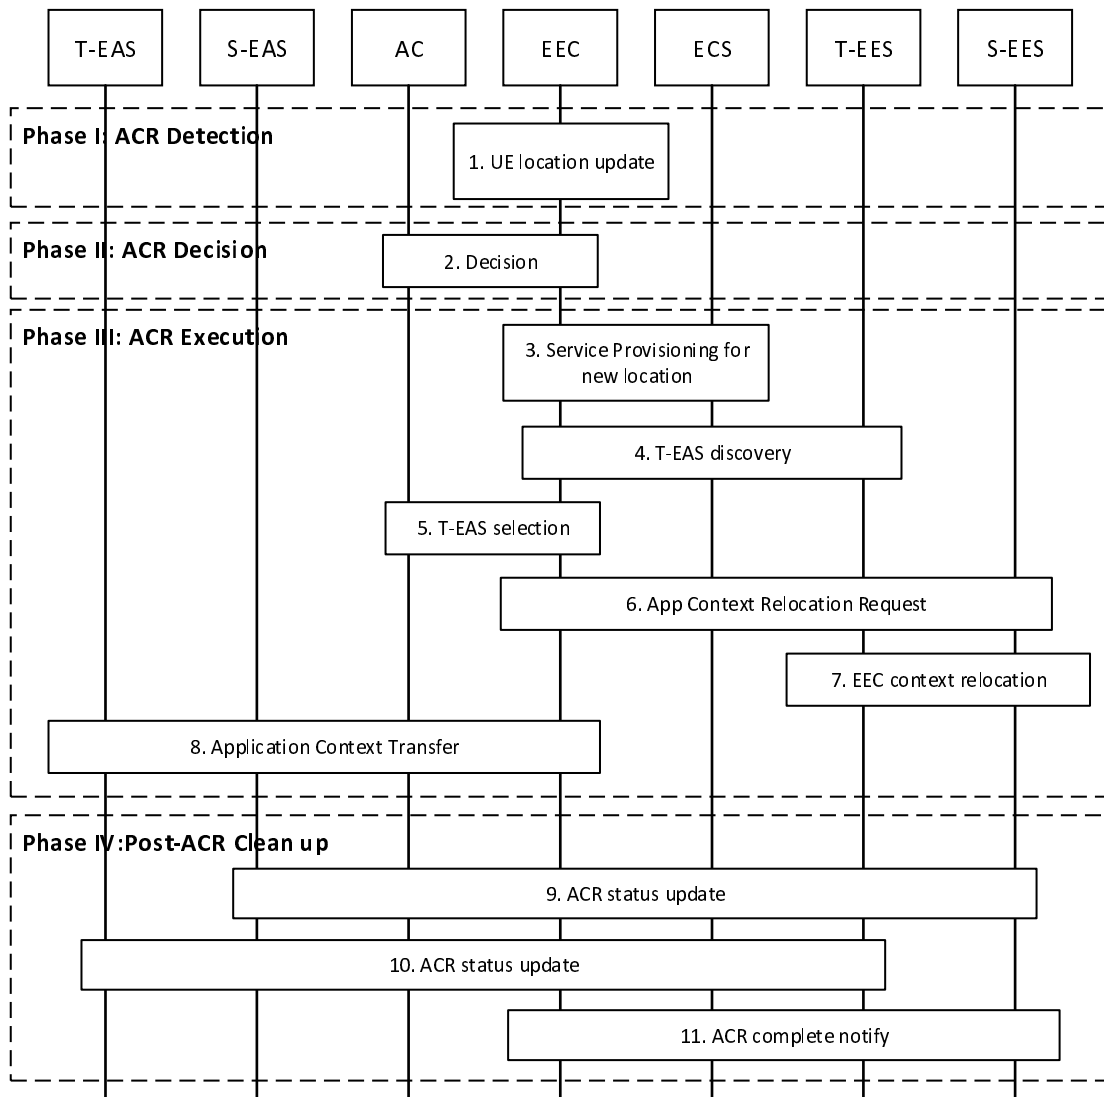 T-EAS
S-EAS
AC
EEC
ECS
T-EES
S-EES
Phase I: ACR Detection
1. UE location update
Phase II: ACR Decision
2. Decision
Phase III: ACR Execution
3. Service Provisioning for
new location
4. T-EAS discovery
5. T-EAS selection
6. App Context Relocation Request
7. EEC context relocation
8. Application Context Transfer
Phase IV:Post-ACR Clean up
9. ACR status update
10. ACR status update
11. ACR complete notify